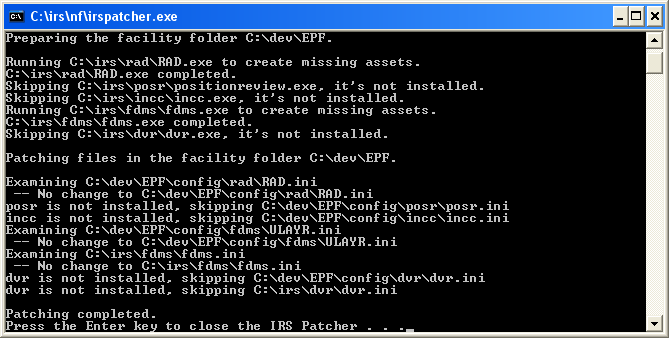 C:\irs\nf\irspatcher.exe
Preparing the facility folder C:\dev\EPF.
Running C:\irs\rad\RAD.exe to create missing assets.
C:\irs\rad\RAD.exe completed.
Skipping C:\irs\posr\positionreview.exe, it's not installed.
Skipping C:\irs\incc\incc.exe, it's not installed.
Running C:\irs\fdms\fdms.exe to create missing assets.
C:\irs\fdms\fdms.exe completed.
Skipping C:\irs\dvr\dvr.exe, it's not installed.
Patching files in the facility folder C:\dev\EPF.
Examining C:\dev\EPF\config\rad\RAD.ini
-- No change to C:\dev\EPF\config\rad\RAD.ini
posr is not installed, skipping C:\dev\EPF\config\posr\posr.ini
incc is not installed, skipping C:\dev\EPF\config\incc\incc.ini
Examining C:\dev\EPF\config\fdms\ULAYR.ini
-- No change to C:\dev\EPF\config\fdms\ULAYR.ini
Examining C:\irs\fdms\fdms.ini
-- No change to C:\irs\fdms\fdms.ini
dvr is not installed, skipping C:\dev\EPF\config\dvr\dvr.ini
dvr is not installed, skipping C:\irs\dvr\dvr.ini
Patching completed.
Press the Enter key to close the IRS Patcher . . ._